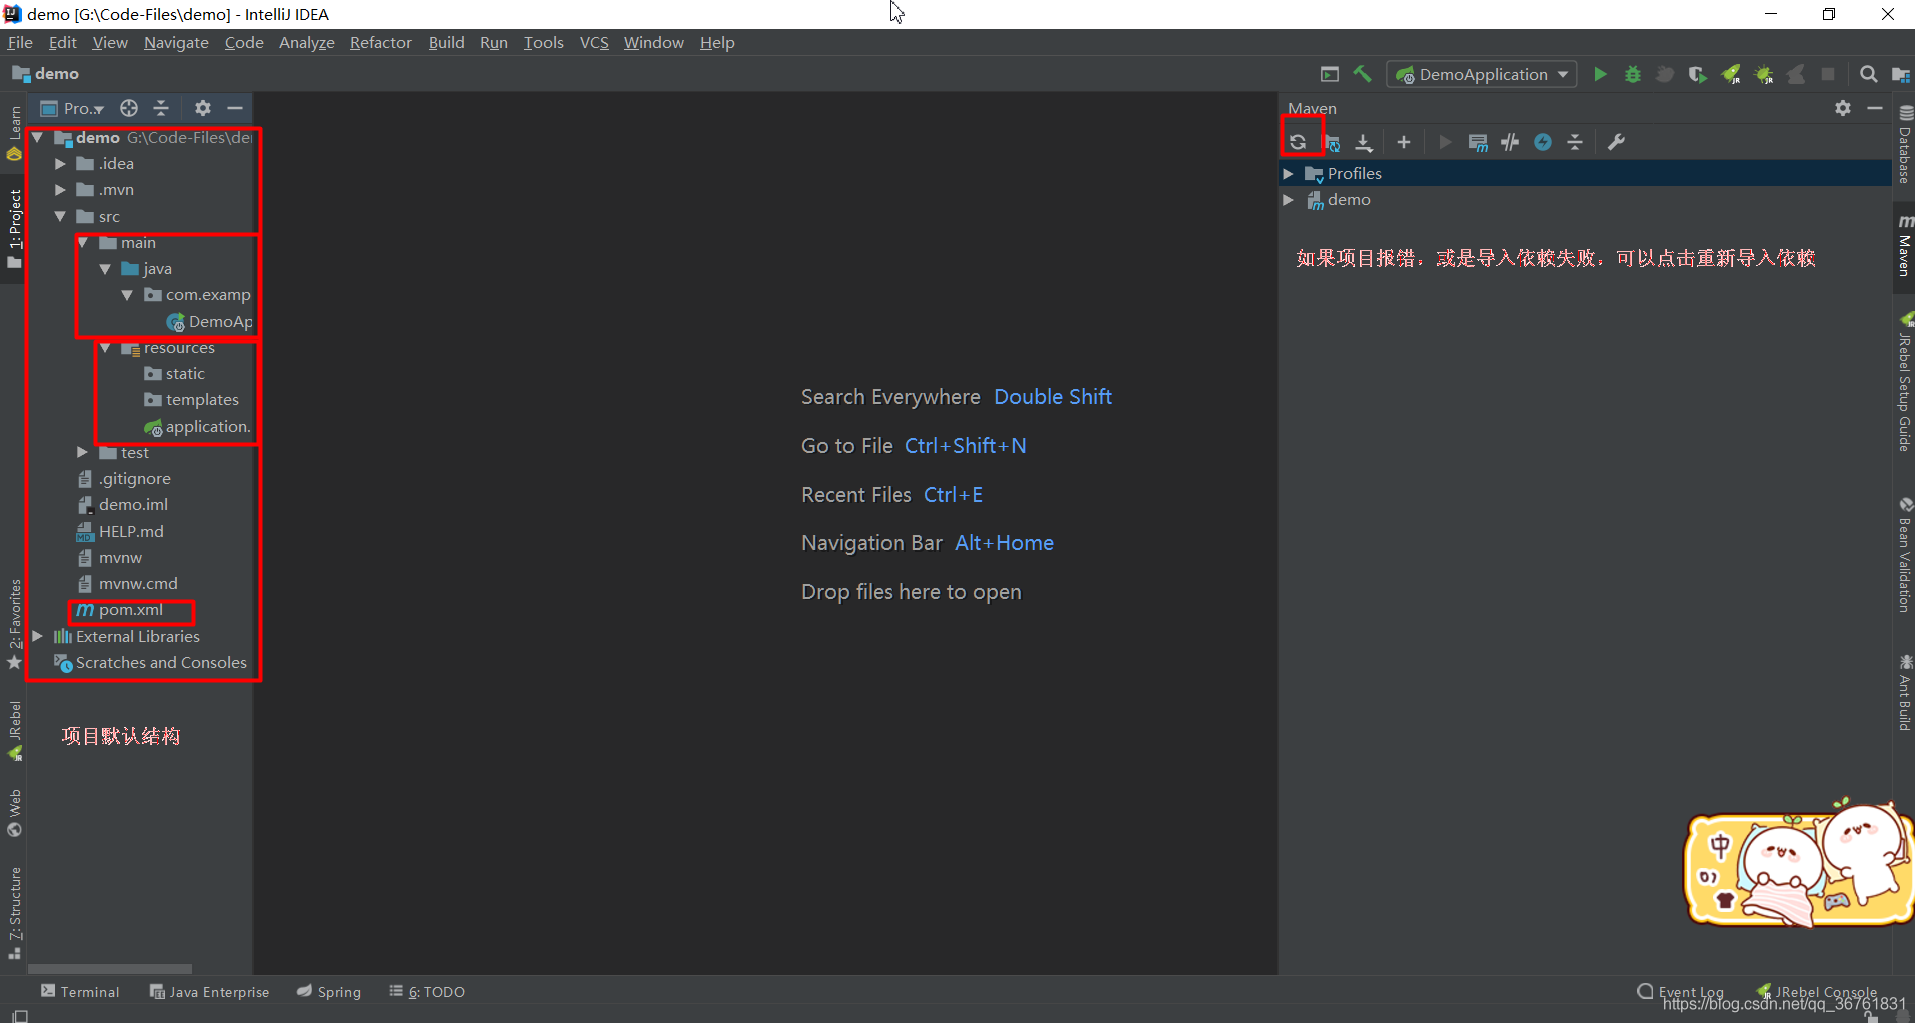 demo [G:\Code-Files\demo] - IntelliJ IDEA
File Edit View Navigate Code Analyze Refactor Build Run Tools VCS Window Help
demo
DemoApplication
Pro..
Maven
demo G:\Code-Files\de
.idea
.mvn
src
main
java
com.examp
DemoAp
resources
static
templates
application.
test
.gitignore
demo.iml
HELP.md
mvnw
mvnw.cmd
pom.xml
External Libraries
Scratches and Consoles
项目默认结构
Search Everywhere Double Shift
Go to File Ctrl+Shift+N
Recent Files Ctrl+E
Navigation Bar Alt+Home
Drop files here to open
Profiles
demo
如果项目报错，或是导入依赖失败，可以点击重新导入依赖
Learn
1: Project
2: Favorites
JRebel
Web
7: Structure
Database
Maven
JRebel Setup Guide
Bean Validation
Ant Build
中
Terminal
Java Enterprise
Spring
6: TODO
Event Log
JRebel Console
https://blog.csdn.net/qq_36761831